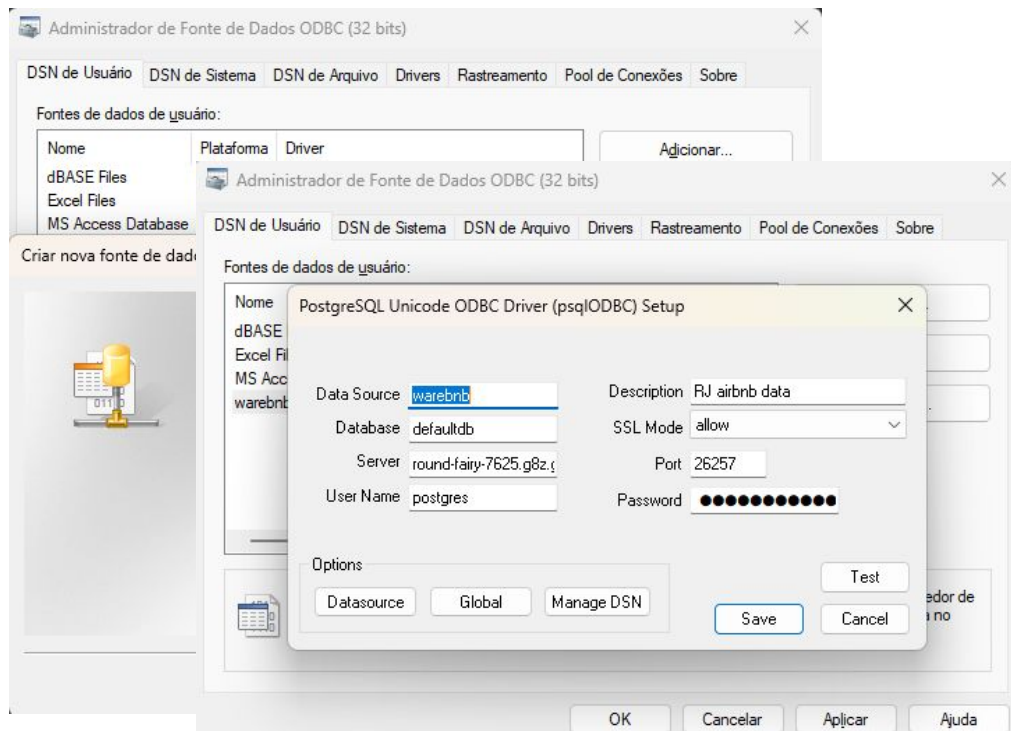 Administrador de Fonte de Dados ODBC (32 bits)
DSN de Usuário DSN de Sistema DSN de Arquivo Drivers Rastreamento Pool de Conexões Sobre
Fontes de dados de usuário:
Nome Plataforma Driver
Adicionar...
dBASE Files
Excel Files
MS Access Database
Criar nova fonte de dad
Administrador de Fonte de Dados ODBC (32 bits)
DSN de Usuário DSN de Sistema DSN de Arquivo Drivers Rastreamento Pool de Conexões Sobre
Fontes de dados de usuário:
Nome
dBASE
Excel Fil
MS Acc
warebnb
PostgreSQL Unicode ODBC Driver (psqlODBC) Setup
Data Source warebnb Description RJ airbnb data
Database defaultdb SSL Mode allow
Server round-fairy-7625.g8z.g Port 26257
User Name postgres Password ●●●●●●●●●●●
Options
Datasource Global Manage DSN
Test
Save Cancel
edor de
a no
OK Cancelar Aplicar Ajuda